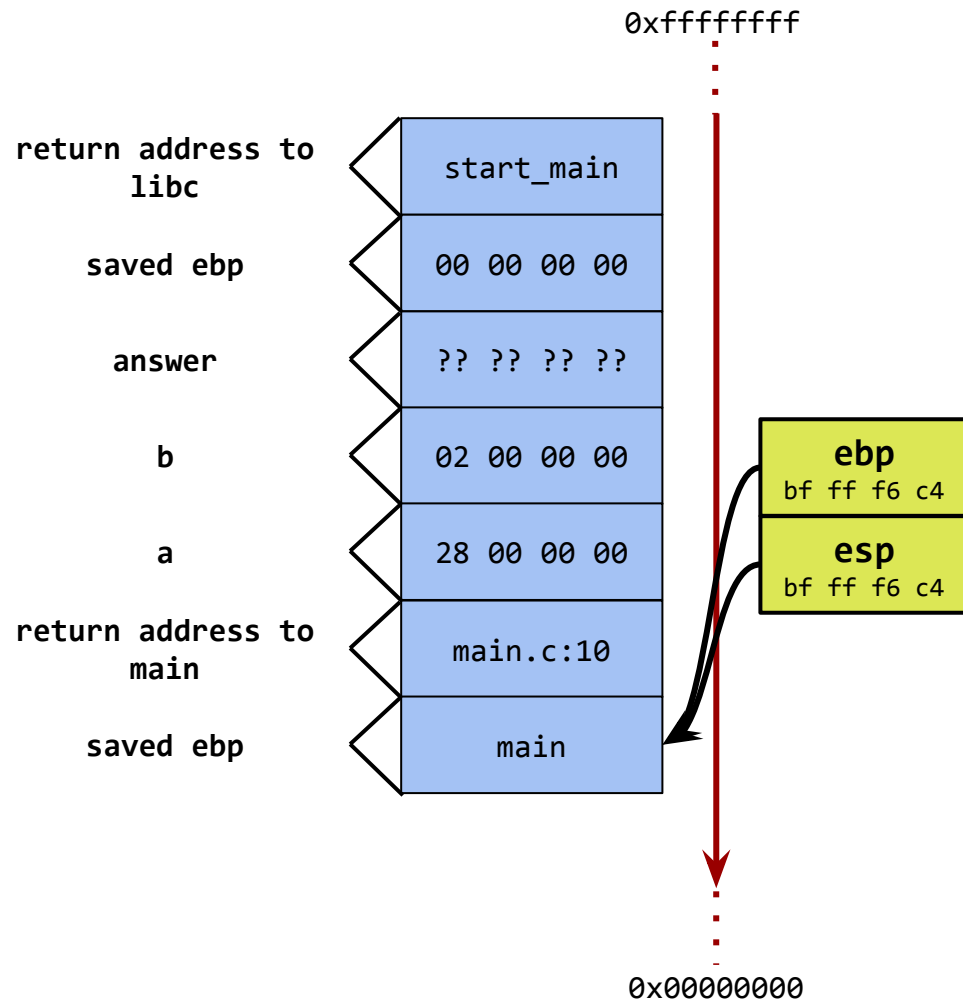 0xffffffff
return address to
libc
start_main
saved ebp
00 00 00 00
answer
?? ?? ?? ??
b
02 00 00 00
ebp
bf ff f6 c4
a
28 00 00 00
esp
bf ff f6 c4
return address to
main
main.c:10
saved ebp
main
0x00000000